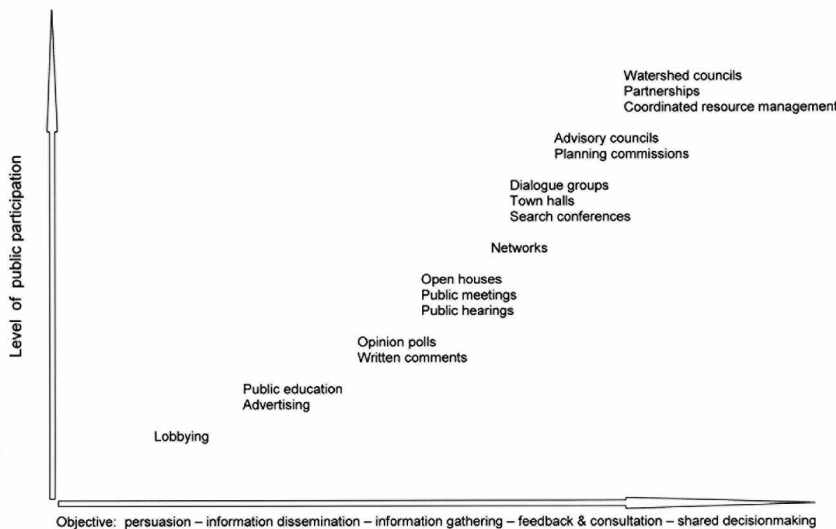 Watershed councils
Partnerships
Coordinated resource management
Advisory councils
Planning commissions
Dialogue groups
Town halls
Search conferences
Networks
Open houses
Public meetings
Public hearings
Opinion polls
Written comments
Public education
Advertising
Lobbying
Level of public participation
Objective: persuasion – information dissemination – information gathering – feedback & consultation – shared decisionmaking